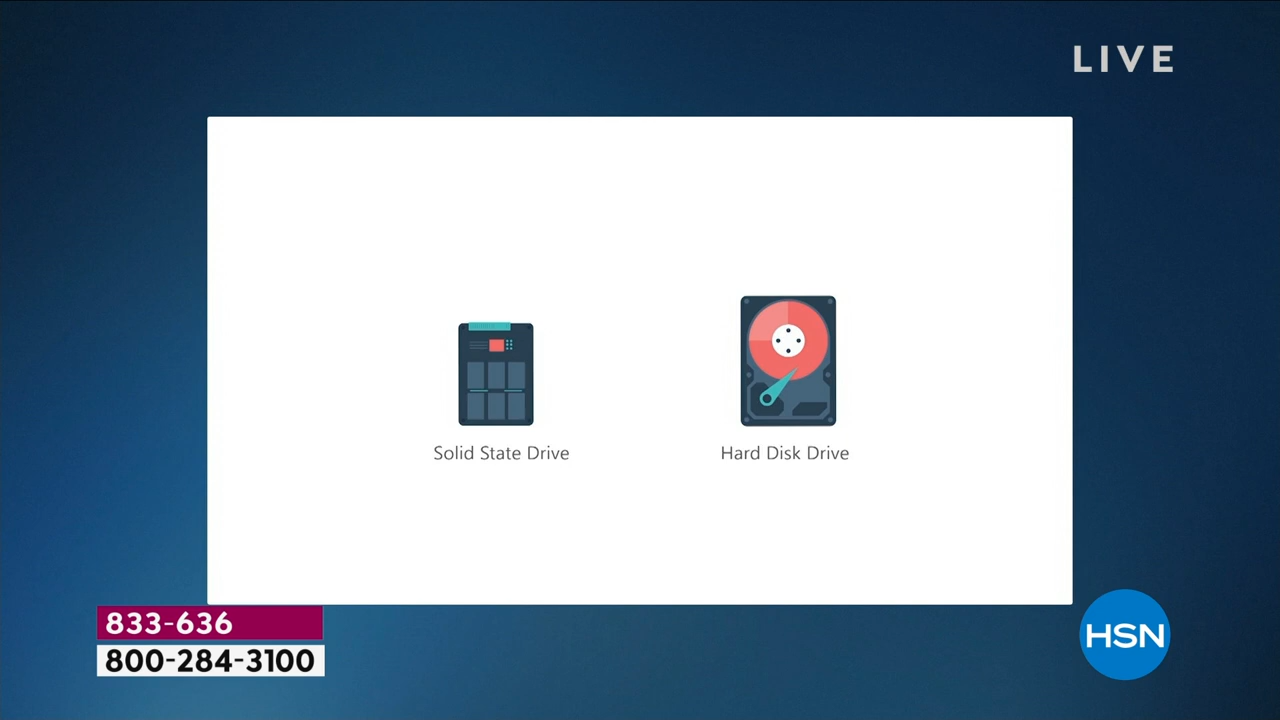 LIVE
Solid State Drive
Hard Disk Drive
833-636
800-284-3100
HSN